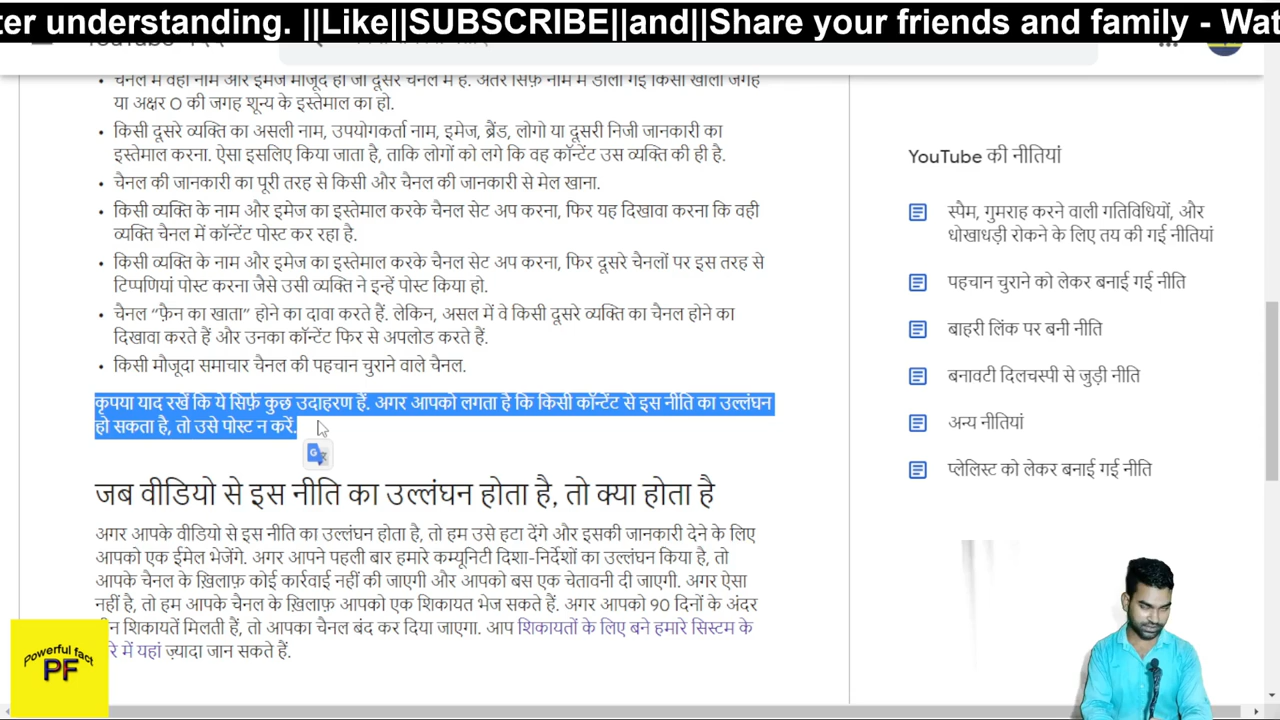 ter understanding. ||Like||SUBSCRIBE||and||Share your friends and family - Wat
चैनल में वही नाम और इमेज मौजूद हो जो दूसरे चैनल में है. अंतर सिर्फ़ नाम में डाली गई किसी खाली जगह
या अक्षर O की जगह शून्य के इस्तेमाल का हो.
• किसी दूसरे व्यक्ति का असली नाम, उपयोगकर्ता नाम, इमेज, ब्रैंड, लोगो या दूसरी निजी जानकारी का
इस्तेमाल करना. ऐसा इसलिए किया जाता है, ताकि लोगों को लगे कि वह कॉन्टेंट उस व्यक्ति की ही है.
• चैनल की जानकारी का पूरी तरह से किसी और चैनल की जानकारी से मेल खाना.
• किसी व्यक्ति के नाम और इमेज का इस्तेमाल करके चैनल सेट अप करना, फिर यह दिखावा करना कि वही
व्यक्ति चैनल में कॉन्टेंट पोस्ट कर रहा है.
• किसी व्यक्ति के नाम और इमेज का इस्तेमाल करके चैनल सेट अप करना, फिर दूसरे चैनलों पर इस तरह से
टिप्पणियां पोस्ट करना जैसे उसी व्यक्ति ने इन्हें पोस्ट किया हो.
• चैनल “फ़ैन का खाता” होने का दावा करते हैं. लेकिन, असल में वे किसी दूसरे व्यक्ति का चैनल होने का
दिखावा करते हैं और उनका कॉन्टेंट फिर से अपलोड करते हैं.
• किसी मौजूदा समाचार चैनल की पहचान चुराने वाले चैनल.
कृपया याद रखें कि ये सिर्फ़ कुछ उदाहरण हैं. अगर आपको लगता है कि किसी कॉन्टेंट से इस नीति का उल्लंघन
हो सकता है, तो उसे पोस्ट न करें.
जब वीडियो से इस नीति का उल्लंघन होता है, तो क्या होता है
अगर आपके वीडियो से इस नीति का उल्लंघन होता है, तो हम उसे हटा देंगे और इसकी जानकारी देने के लिए
आपको एक ईमेल भेजेंगे. अगर आपने पहली बार हमारे कम्यूनिटी दिशा-निर्देशों का उल्लंघन किया है, तो
आपके चैनल के ख़िलाफ़ कोई कार्रवाई नहीं की जाएगी और आपको बस एक चेतावनी दी जाएगी. अगर ऐसा
नहीं है, तो हम आपके चैनल के ख़िलाफ़ आपको एक शिकायत भेज सकते हैं. अगर आपको 90 दिनों के अंदर
न शिकायतें मिलती हैं, तो आपका चैनल बंद कर दिया जाएगा. आप शिकायतों के लिए बने हमारे सिस्टम के
रे में यहां ज़्यादा जान सकते हैं.
YouTube की नीतियां
स्पैम, गुमराह करने वाली गतिविधियों, और
धोखाधड़ी रोकने के लिए तय की गई नीतियां
पहचान चुराने को लेकर बनाई गई नीति
बाहरी लिंक पर बनी नीति
बनावटी दिलचस्पी से जुड़ी नीति
अन्य नीतियां
प्लेलिस्ट को लेकर बनाई गई नीति
Powerful fact
PF